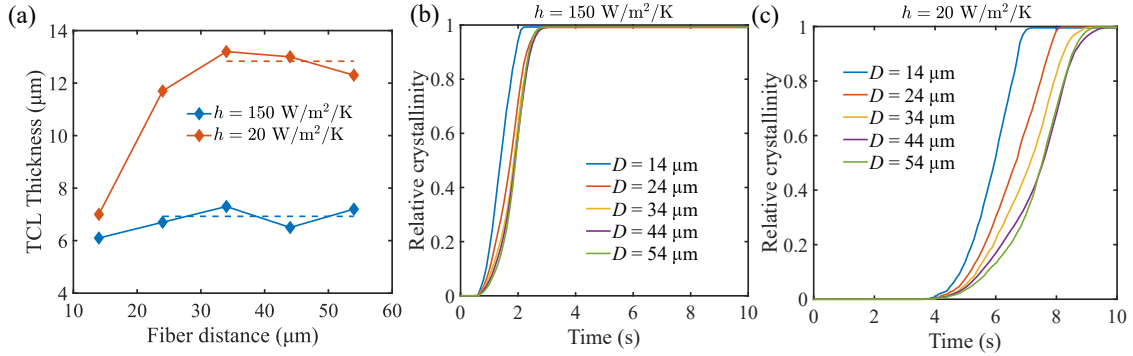 (a)
TCL Thickness (μm)
14
12
10
8
6
4
10 20 30 40 50 60
Fiber distance (μm)
h = 150 W/m²/K
h = 20 W/m²/K
(b)
h = 150 W/m²/K
Relative crystallinity
1
0.8
0.6
0.4
0.2
0
0 2 4 6 8 10
Time (s)
D = 14 μm
D = 24 μm
D = 34 μm
D = 44 μm
D = 54 μm
(c)
h = 20 W/m²/K
Relative crystallinity
1
0.8
0.6
0.4
0.2
0
0 2 4 6 8 10
Time (s)
D = 14 μm
D = 24 μm
D = 34 μm
D = 44 μm
D = 54 μm